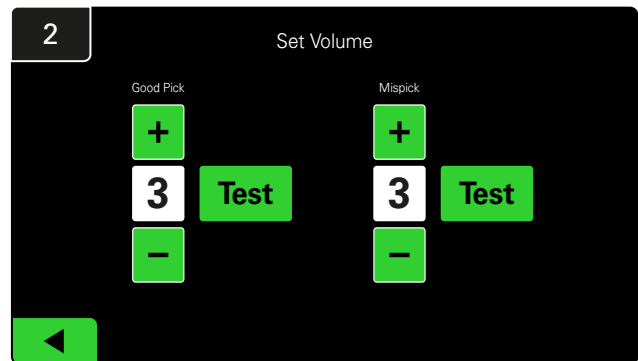 2
Set Volume
Good Pick Mispick
+ +
3 Test 3 Test
− −